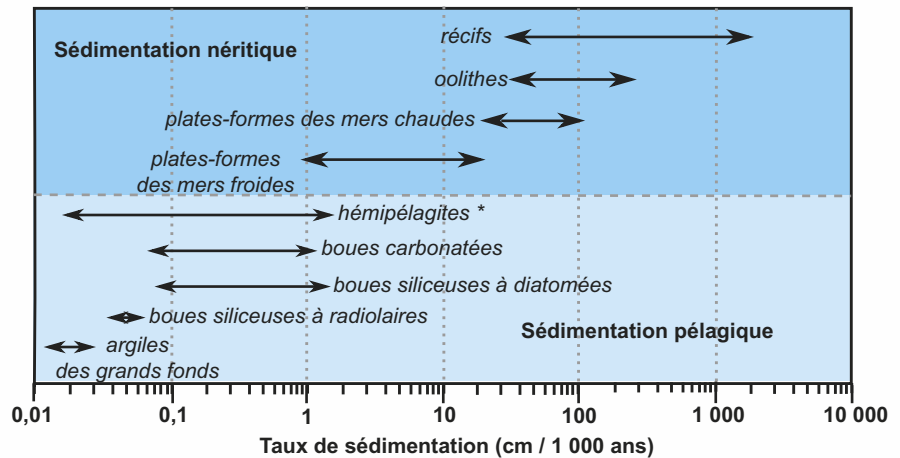 récifs
Sédimentation néritique
oolithes
plates-formes des mers chaudes
plates-formes
des mers froides
hémipélagites *
boues carbonatées
boues siliceuses à diatomées
boues siliceuses à radiolaires
Sédimentation pélagique
argiles
des grands fonds
0,01 0,1 1 10 100 1 000 10 000
Taux de sédimentation (cm / 1 000 ans)